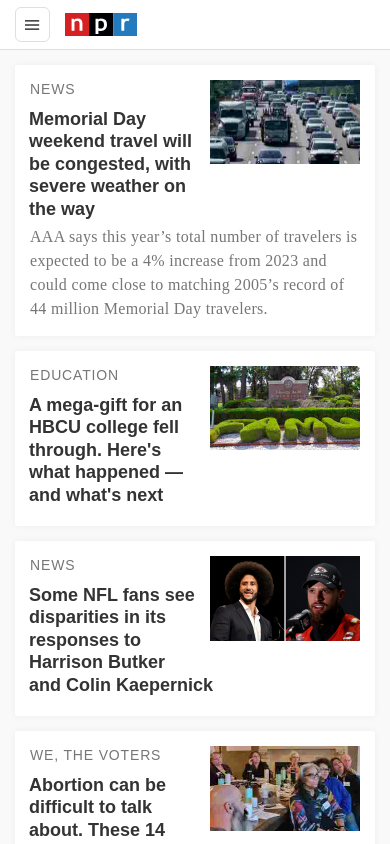 npr
NEWS
Memorial Day
weekend travel will
be congested, with
severe weather on
the way
AAA says this year’s total number of travelers is
expected to be a 4% increase from 2023 and
could come close to matching 2005’s record of
44 million Memorial Day travelers.
EDUCATION
A mega-gift for an
HBCU college fell
through. Here's
what happened —
and what's next
FAMU
NEWS
Some NFL fans see
disparities in its
responses to
Harrison Butker
and Colin Kaepernick
WE, THE VOTERS
Abortion can be
difficult to talk
about. These 14